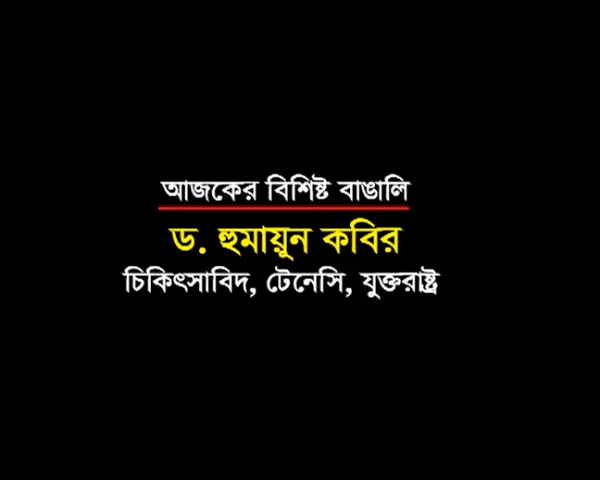 আজকের বিশিষ্ট বাঙালি
ড. হুমায়ূন কবির
চিকিৎসাবিদ, টেনেসি, যুক্তরাষ্ট্র